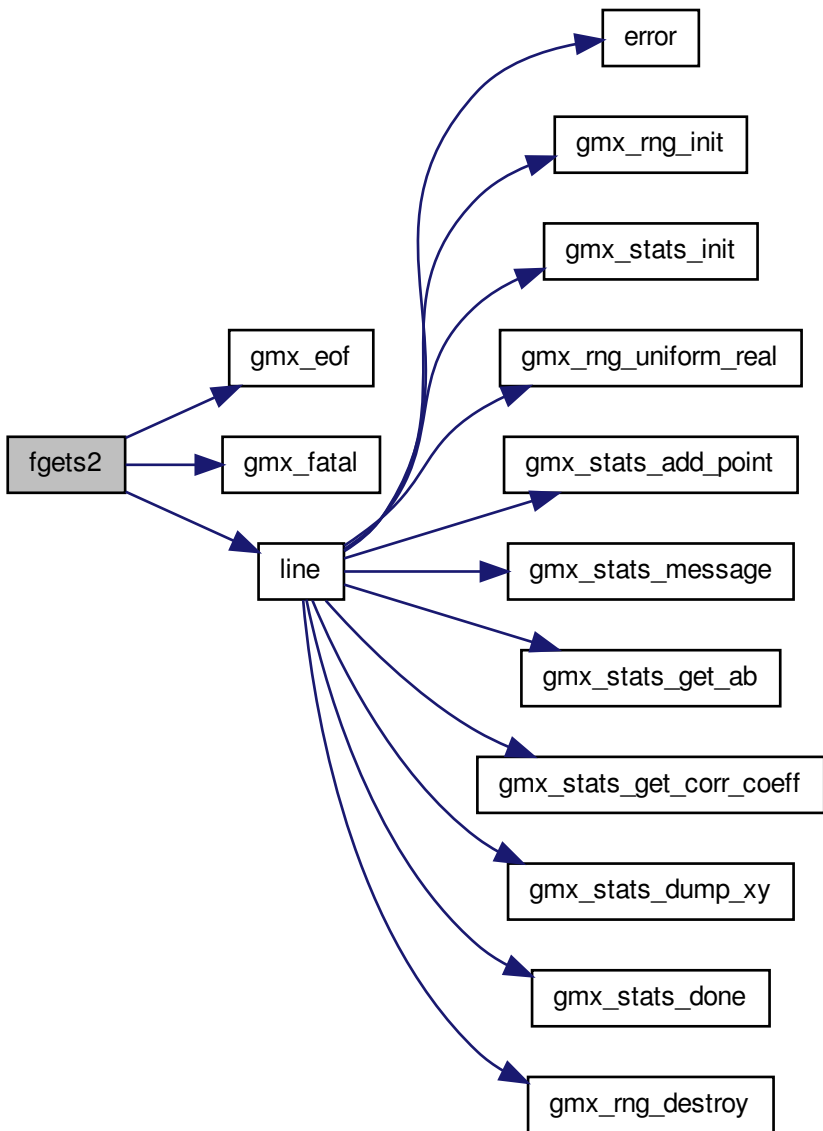 fgets2
gmx_eof
gmx_fatal
line
error
gmx_rng_init
gmx_stats_init
gmx_rng_uniform_real
gmx_stats_add_point
gmx_stats_message
gmx_stats_get_ab
gmx_stats_get_corr_coeff
gmx_stats_dump_xy
gmx_stats_done
gmx_rng_destroy